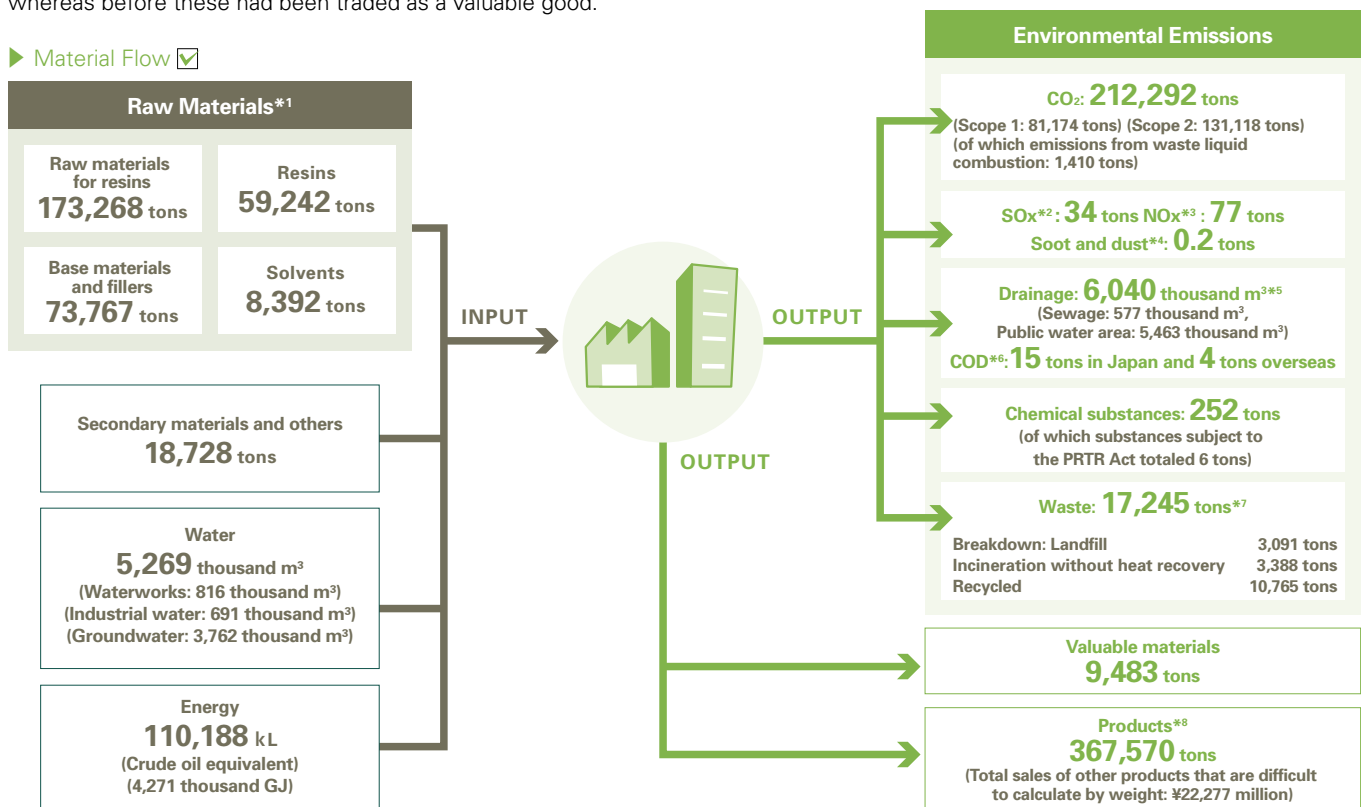 whereas before these had been traded as a valuable good.
Material Flow
Raw Materials*1
Raw materials
for resins
173,268 tons
Resins
59,242 tons
Base materials
and fillers
73,767 tons
Solvents
8,392 tons
Secondary materials and others
18,728 tons
Water
5,269 thousand m³
(Waterworks: 816 thousand m³)
(Industrial water: 691 thousand m³)
(Groundwater: 3,762 thousand m³)
Energy
110,188 kL
(Crude oil equivalent)
(4,271 thousand GJ)
INPUT
OUTPUT
OUTPUT
Environmental Emissions
CO₂: 212,292 tons
(Scope 1: 81,174 tons) (Scope 2: 131,118 tons)
(of which emissions from waste liquid
combustion: 1,410 tons)
SOx*2: 34 tons NOx*3: 77 tons
Soot and dust*4: 0.2 tons
Drainage: 6,040 thousand m³*5
(Sewage: 577 thousand m³,
Public water area: 5,463 thousand m³)
COD*6: 15 tons in Japan and 4 tons overseas
Chemical substances: 252 tons
(of which substances subject to
the PRTR Act totaled 6 tons)
Waste: 17,245 tons*7
Breakdown: Landfill 3,091 tons
Incineration without heat recovery 3,388 tons
Recycled 10,765 tons
Valuable materials
9,483 tons
Products*8
367,570 tons
(Total sales of other products that are difficult
to calculate by weight: ¥22,277 million)